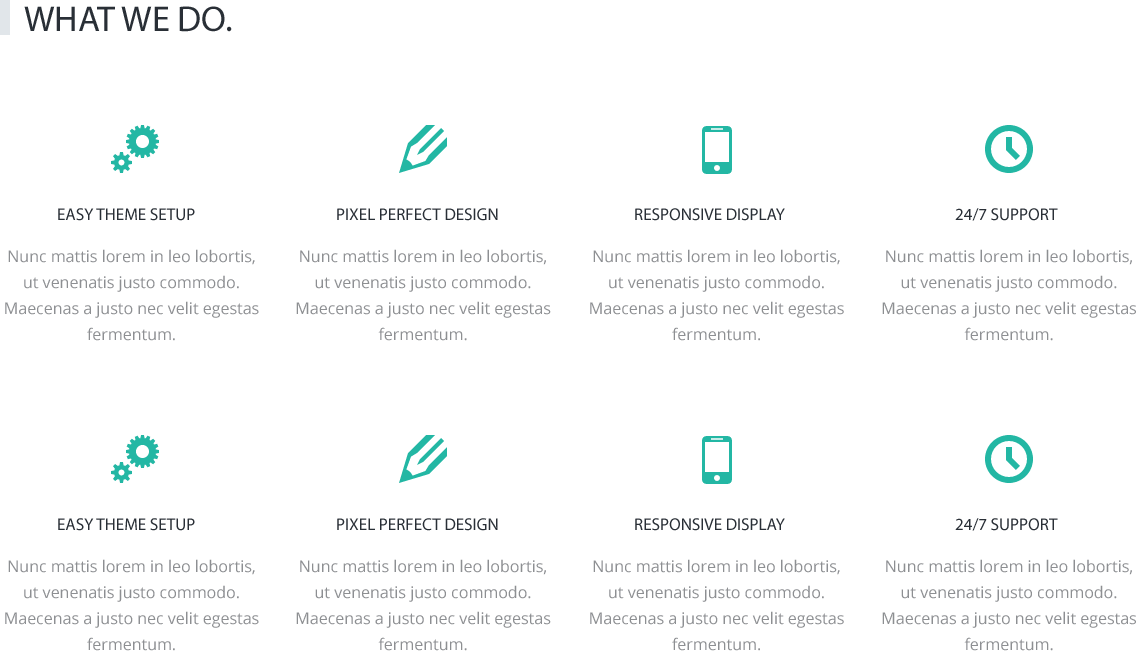 WHAT WE DO.
EASY THEME SETUP
Nunc mattis lorem in leo lobortis,
ut venenatis justo commodo.
Maecenas a justo nec velit egestas
fermentum.
PIXEL PERFECT DESIGN
Nunc mattis lorem in leo lobortis,
ut venenatis justo commodo.
Maecenas a justo nec velit egestas
fermentum.
RESPONSIVE DISPLAY
Nunc mattis lorem in leo lobortis,
ut venenatis justo commodo.
Maecenas a justo nec velit egestas
fermentum.
24/7 SUPPORT
Nunc mattis lorem in leo lobortis,
ut venenatis justo commodo.
Maecenas a justo nec velit egestas
fermentum.
EASY THEME SETUP
Nunc mattis lorem in leo lobortis,
ut venenatis justo commodo.
Maecenas a justo nec velit egestas
fermentum.
PIXEL PERFECT DESIGN
Nunc mattis lorem in leo lobortis,
ut venenatis justo commodo.
Maecenas a justo nec velit egestas
fermentum.
RESPONSIVE DISPLAY
Nunc mattis lorem in leo lobortis,
ut venenatis justo commodo.
Maecenas a justo nec velit egestas
fermentum.
24/7 SUPPORT
Nunc mattis lorem in leo lobortis,
ut venenatis justo commodo.
Maecenas a justo nec velit egestas
fermentum.